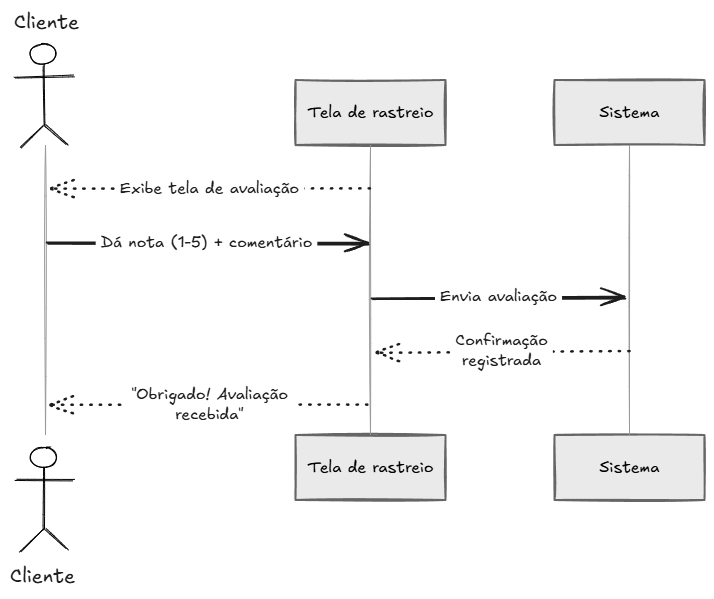 Cliente
Tela de rastreio
Sistema
Exibe tela de avaliação
Dá nota (1-5) + comentário
Envia avaliação
Confirmação
registrada
"Obrigado! Avaliação
recebida"
Tela de rastreio
Sistema
Cliente